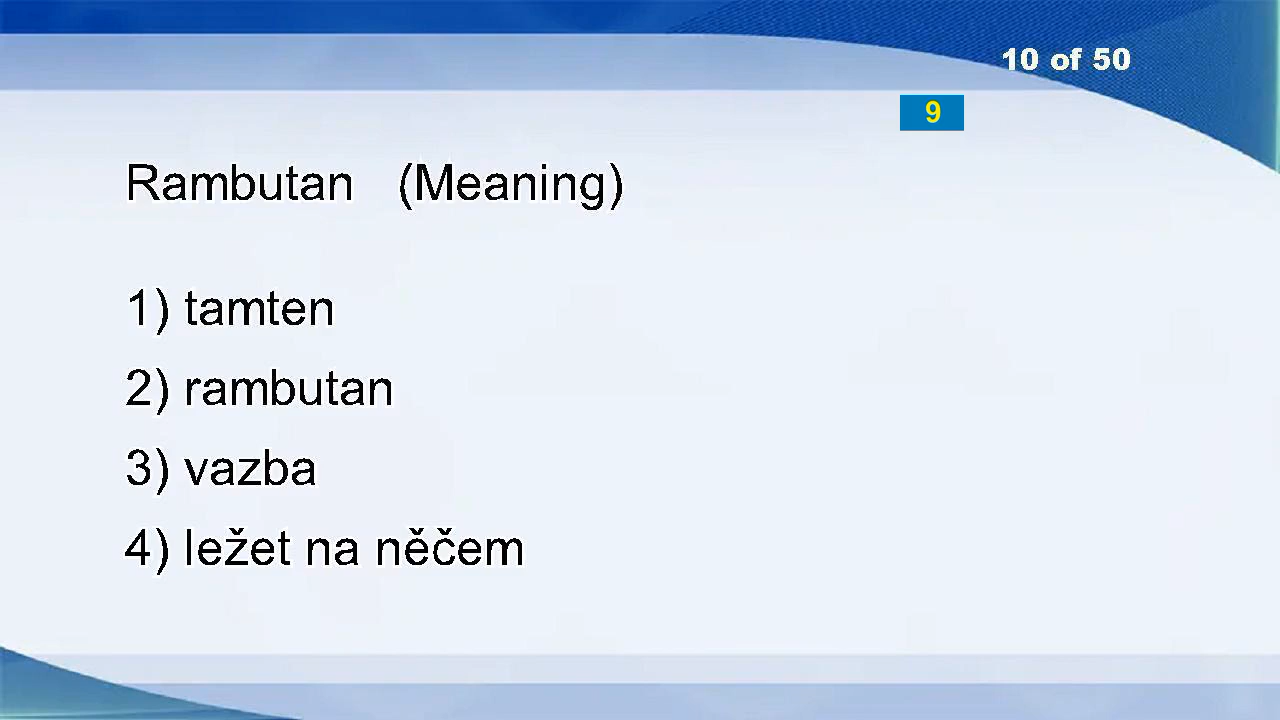 10 of 50
9
Rambutan (Meaning)
1) tamten
2) rambutan
3) vazba
4) ležet na něčem